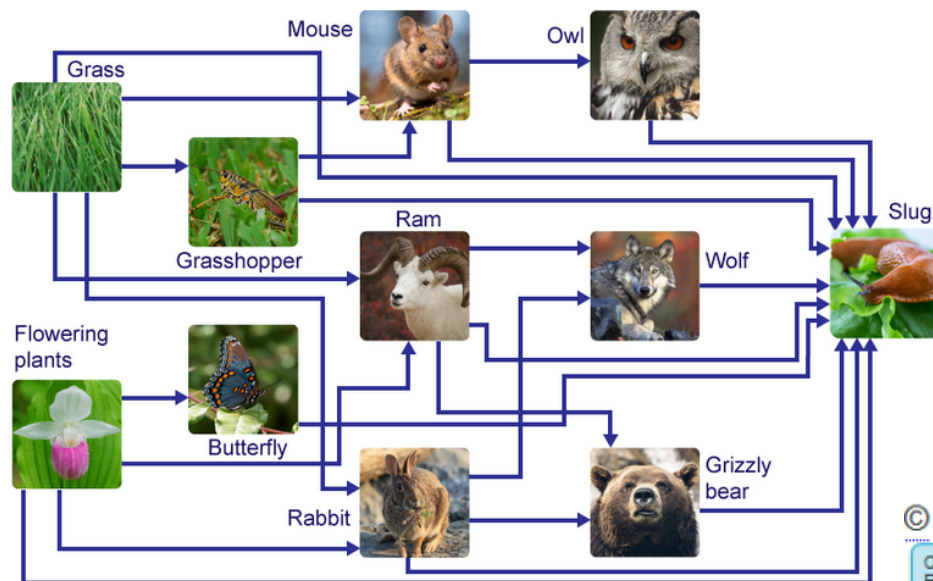 Mouse
Owl
Grass
Slug
Ram
Grasshopper
Wolf
Flowering
plants
Butterfly
Grizzly
bear
Rabbit
©